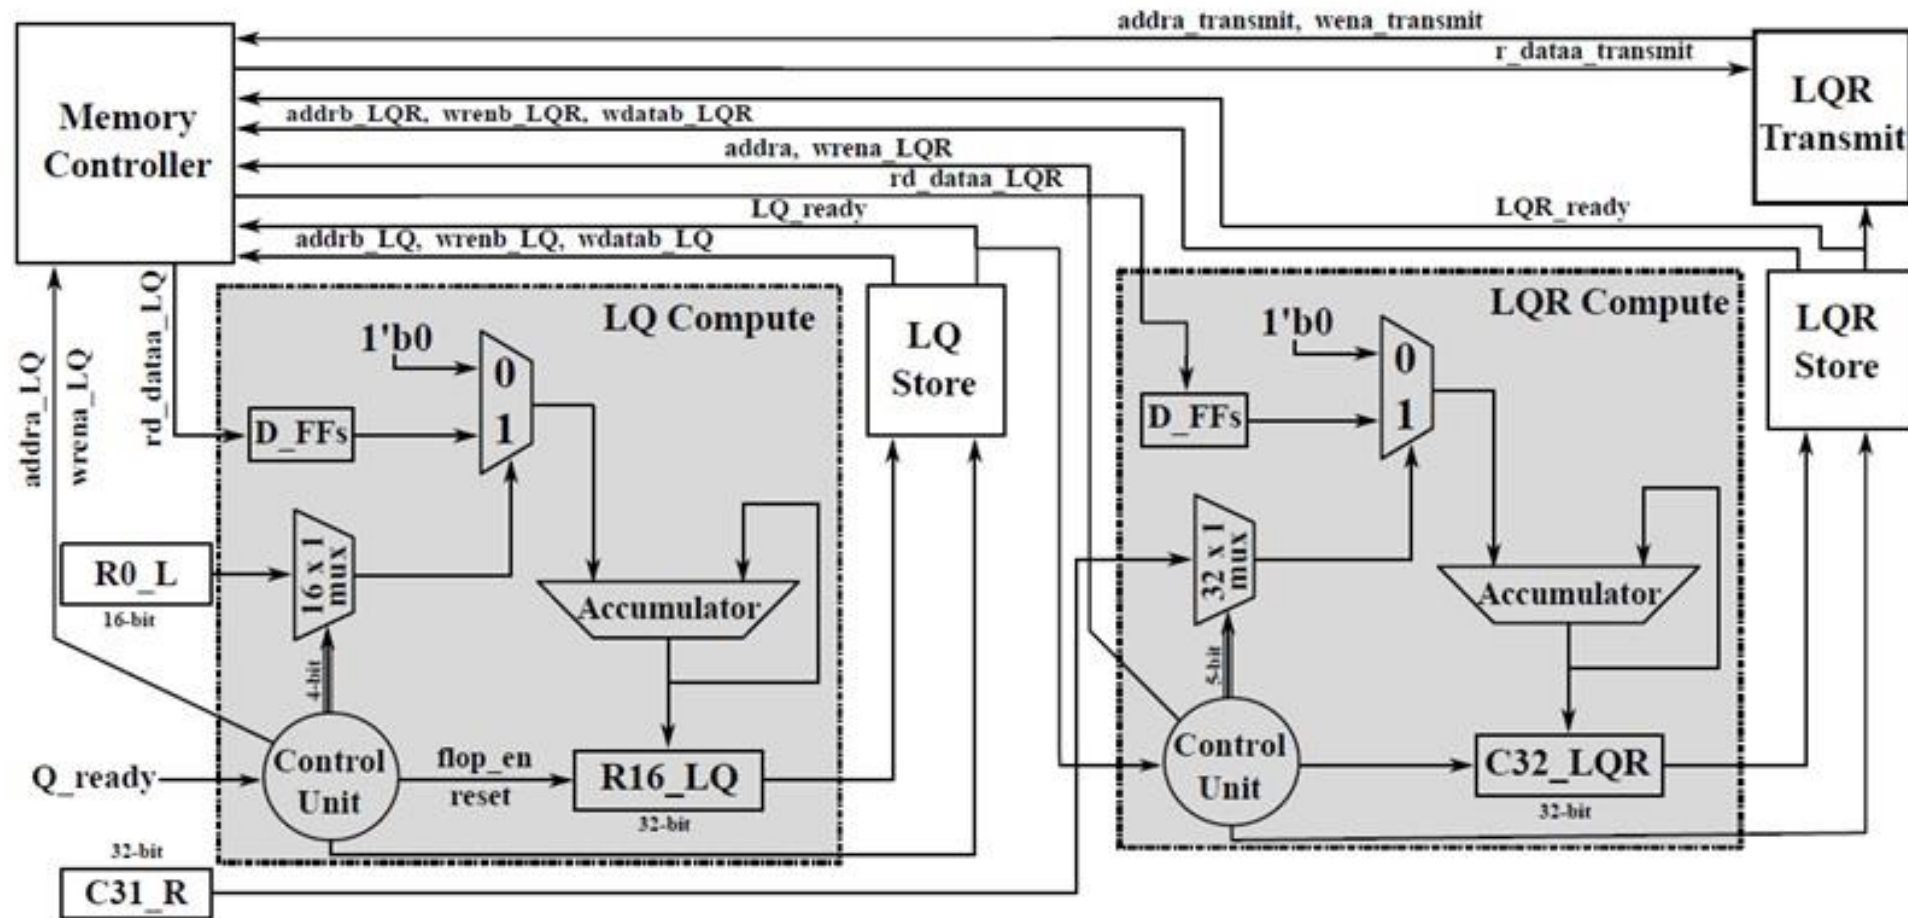 addra_transmit, wena_transmit
r_dataa_transmit
Memory
Controller
LQR
Transmit
addrb_LQR, wrenb_LQR, wdatab_LQR
addra, wrena_LQR
rd_dataa_LQR
LQ_ready
LQR_ready
addrb_LQ, wrenb_LQ, wdatab_LQ
addra_LQ
wrena_LQ
rd_dataa_LQ
LQ Compute
1'b0
0
1
D_FFs
16 x 1
mux
R0_L
16-bit
4-bit
Accumulator
Control
Unit
Q_ready
flop_en
reset
R16_LQ
32-bit
LQ
Store
32-bit
C31_R
LQR Compute
1'b0
0
1
D_FFs
32 x 1
mux
5-bit
Accumulator
Control
Unit
C32_LQR
32-bit
LQR
Store